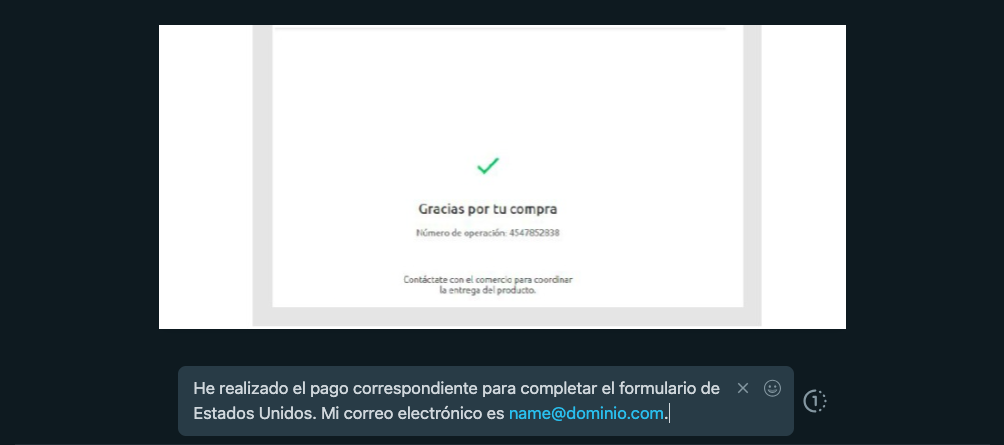 Gracias por tu compra
Número de operación: 4547852838
Contáctate con el comercio para coordinar
la entrega del producto.
He realizado el pago correspondiente para completar el formulario de
Estados Unidos. Mi correo electrónico es name@dominio.com.
1